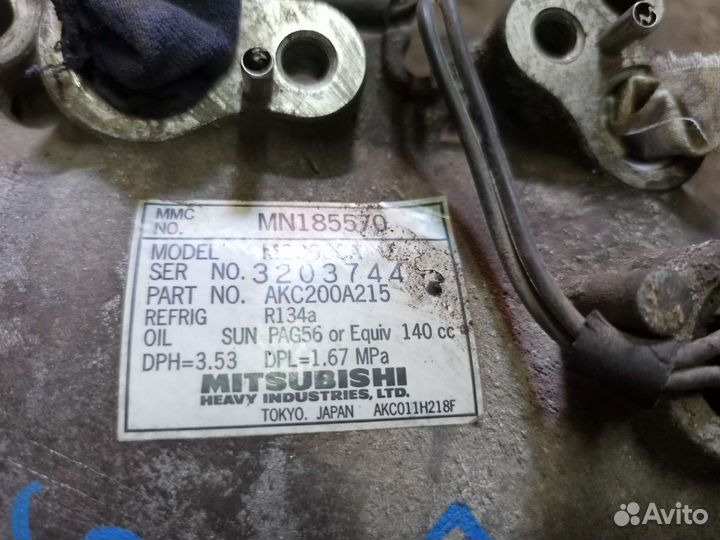 MMC NO. MN185570
MODEL
SER NO. 3203744
PART NO. AKC200A215
REFRIG R134a
OIL SUN PAG56 or Equiv 140 cc
DPH=3.53 DPL=1.67 MPa
MITSUBISHI
HEAVY INDUSTRIES, LTD.
TOKYO. JAPAN AKC011H218F
Avito